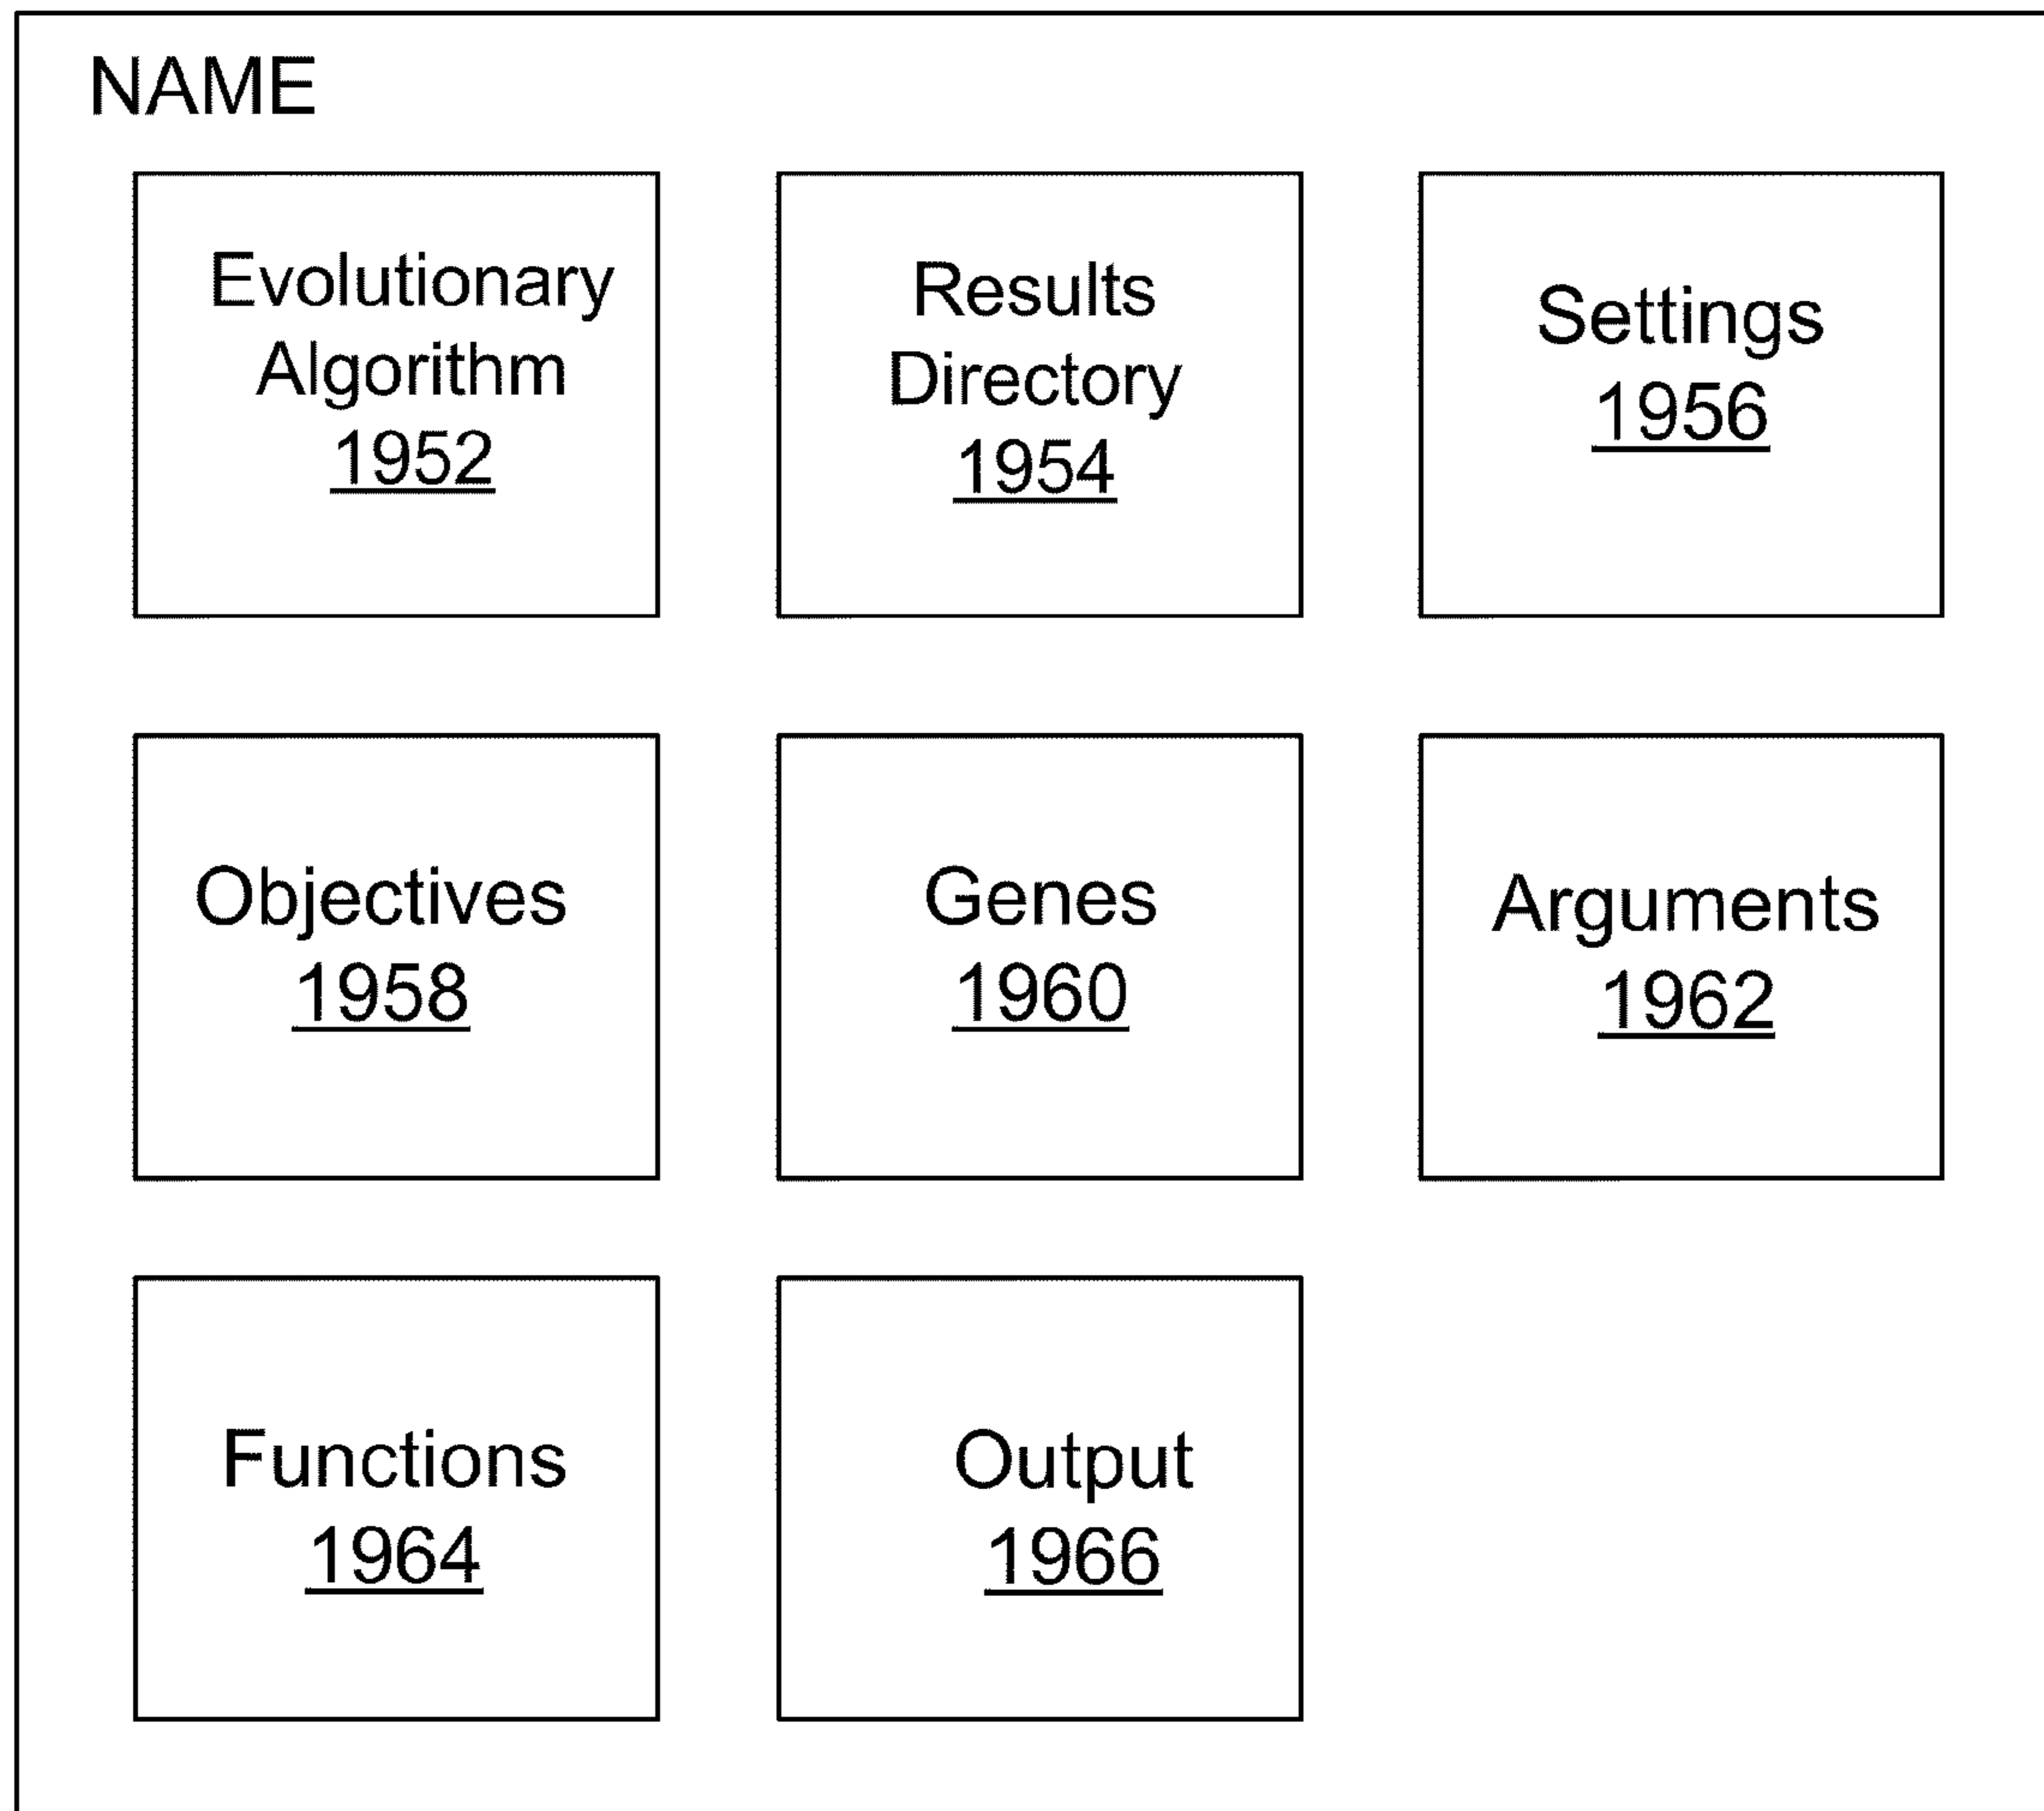 NAME
Evolutionary
Algorithm
1952
Results
Directory
1954
Settings
1956
Objectives
1958
Genes
1960
Arguments
1962
Functions
1964
Output
1966